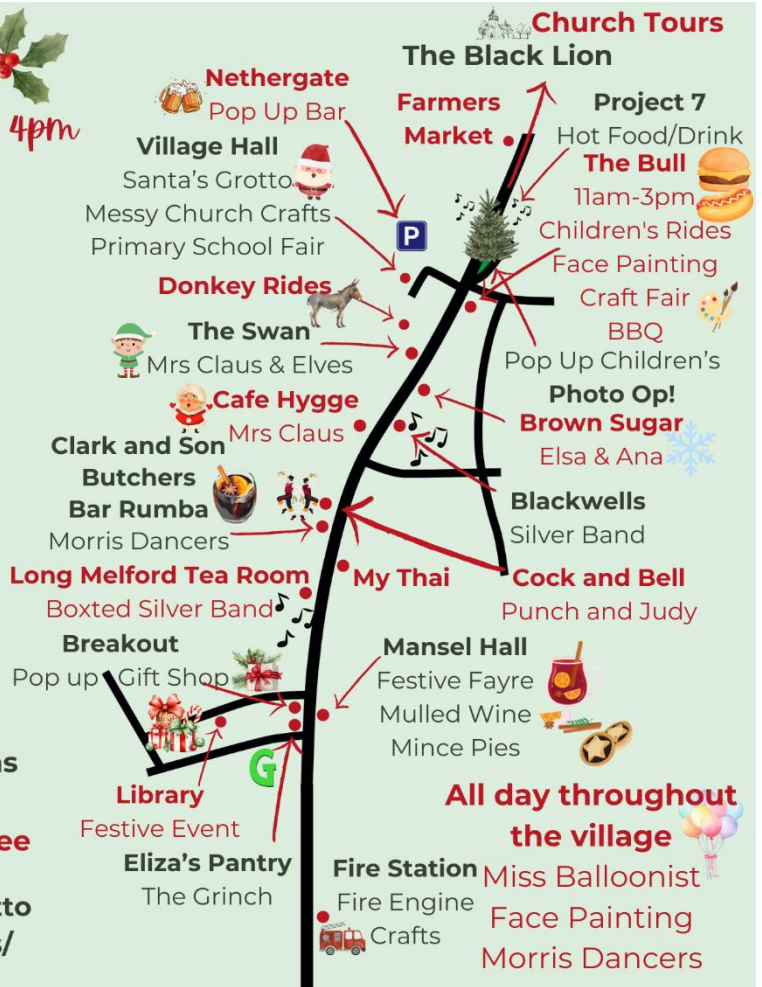 Church Tours
The Black Lion
4pm
Nethergate
Pop Up Bar
Farmers
Market
Project 7
Hot Food/Drink
Village Hall
Santa's Grotto
Messy Church Crafts
Primary School Fair
P
The Bull
11am-3pm
Children's Rides
Face Painting
Craft Fair
BBQ
Donkey Rides
The Swan
Mrs Claus & Elves
Pop Up Children's
Photo Op!
Cafe Hygge
Mrs Claus
Brown Sugar
Elsa & Ana
Clark and Son
Butchers
Bar Rumba
Morris Dancers
Blackwells
Silver Band
Long Melford Tea Room
Boxted Silver Band
My Thai
Cock and Bell
Punch and Judy
Breakout
Pop up Gift Shop
Mansel Hall
Festive Fayre
Mulled Wine
Mince Pies
G
Library
Festive Event
Eliza's Pantry
The Grinch
Fire Station
Fire Engine
Crafts
All day throughout
the village
Miss Balloonist
Face Painting
Morris Dancers